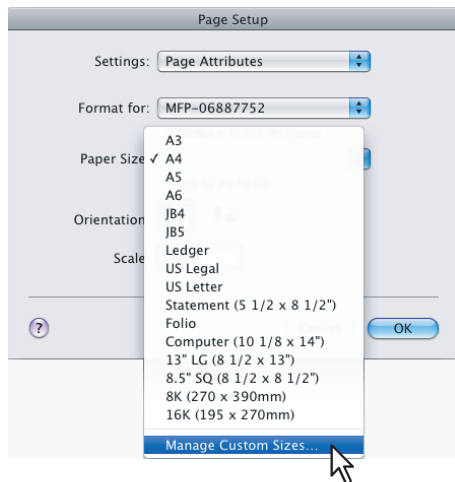 Page Setup
Settings: Page Attributes
Format for: MFP-06887752
Paper Size ✓ A4
A3
A5
A6
JB4
JB5
Orientation
Ledger
Scale
US Legal
US Letter
Statement (5 1/2 x 8 1/2")
Folio
Computer (10 1/8 x 14")
13" LG (8 1/2 x 13")
8.5" SQ (8 1/2 x 8 1/2")
8K (270 x 390mm)
16K (195 x 270mm)
Manage Custom Sizes...
?
Cancel
OK